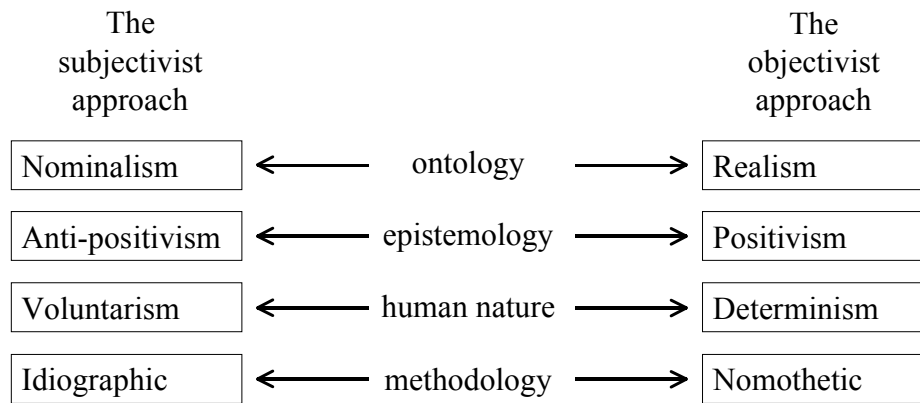 The
subjectivist
approach
The
objectivist
approach
Nominalism
ontology
Realism
Anti-positivism
epistemology
Positivism
Voluntarism
human nature
Determinism
Idiographic
methodology
Nomothetic